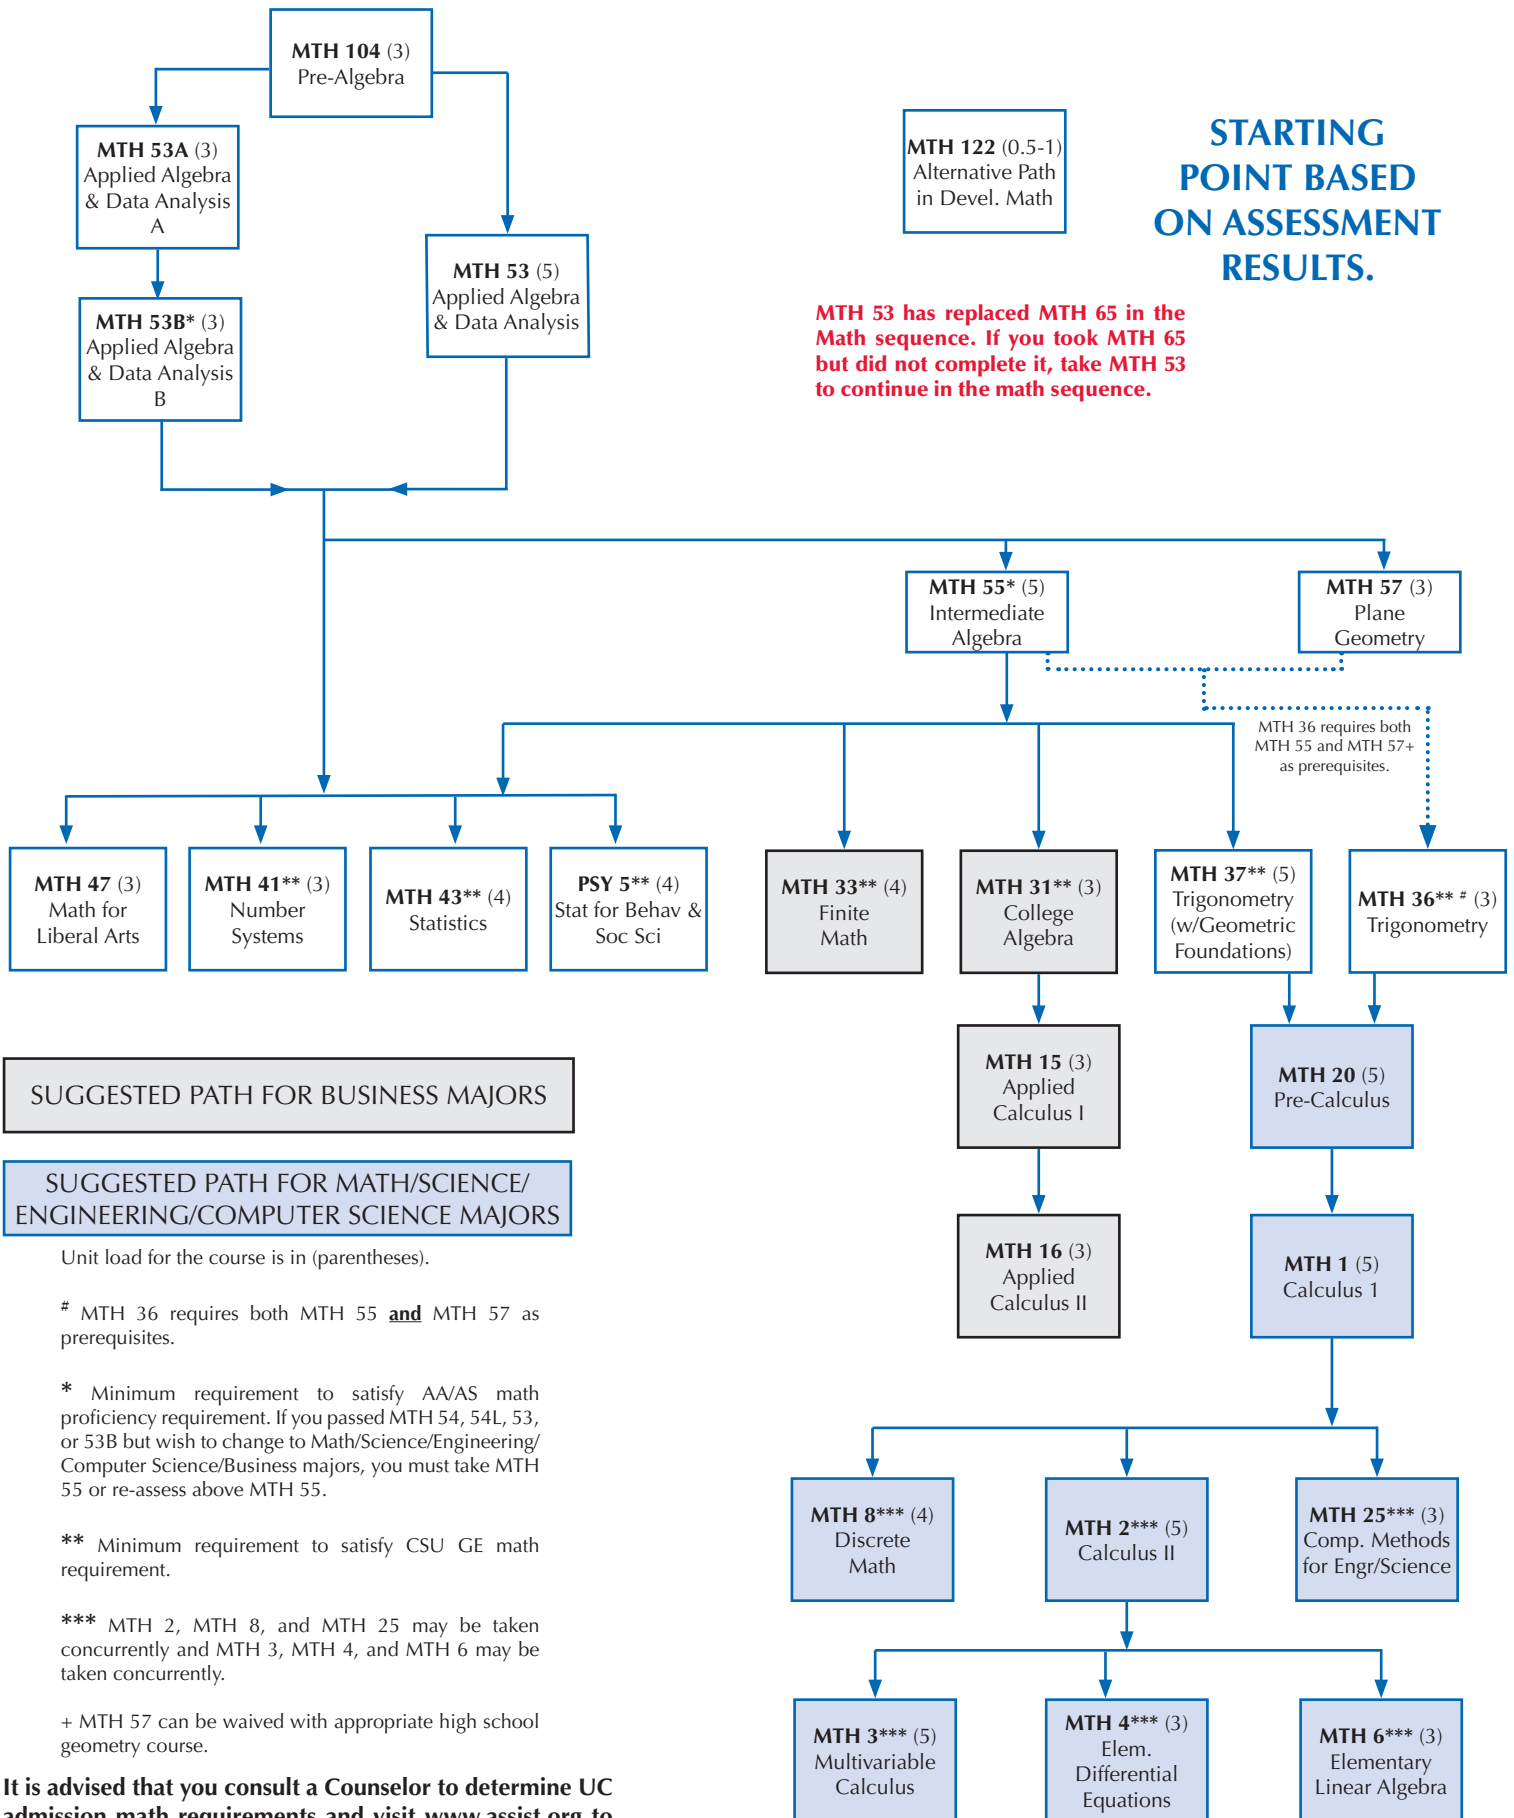 MTH 104 (3)
Pre-Algebra
MTH 53A (3)
Applied Algebra
& Data Analysis
A
MTH 53B* (3)
Applied Algebra
& Data Analysis
B
MTH 53 (5)
Applied Algebra
& Data Analysis
MTH 122 (0.5-1)
Alternative Path
in Devel. Math
STARTING
POINT BASED
ON ASSESSMENT
RESULTS.
MTH 53 has replaced MTH 65 in the
Math sequence. If you took MTH 65
but did not complete it, take MTH 53
to continue in the math sequence.
MTH 55* (5)
Intermediate
Algebra
MTH 57 (3)
Plane
Geometry
MTH 36 requires both
MTH 55 and MTH 57+
as prerequisites.
MTH 47 (3)
Math for
Liberal Arts
MTH 41** (3)
Number
Systems
MTH 43** (4)
Statistics
PSY 5** (4)
Stat for Behav &
Soc Sci
MTH 33** (4)
Finite
Math
MTH 31** (3)
College
Algebra
MTH 37** (5)
Trigonometry
(w/Geometric
Foundations)
MTH 36** # (3)
Trigonometry
MTH 15 (3)
Applied
Calculus I
MTH 20 (5)
Pre-Calculus
MTH 16 (3)
Applied
Calculus II
MTH 1 (5)
Calculus 1
MTH 8*** (4)
Discrete
Math
MTH 2*** (5)
Calculus II
MTH 25*** (3)
Comp. Methods
for Engr/Science
MTH 3*** (5)
Multivariable
Calculus
MTH 4*** (3)
Elem.
Differential
Equations
MTH 6*** (3)
Elementary
Linear Algebra
SUGGESTED PATH FOR BUSINESS MAJORS
SUGGESTED PATH FOR MATH/SCIENCE/
ENGINEERING/COMPUTER SCIENCE MAJORS
Unit load for the course is in (parentheses).
# MTH 36 requires both MTH 55 and MTH 57 as
prerequisites.
* Minimum requirement to satisfy AA/AS math
proficiency requirement. If you passed MTH 54, 54L, 53,
or 53B but wish to change to Math/Science/Engineering/
Computer Science/Business majors, you must take MTH
55 or re-assess above MTH 55.
** Minimum requirement to satisfy CSU GE math
requirement.
*** MTH 2, MTH 8, and MTH 25 may be taken
concurrently and MTH 3, MTH 4, and MTH 6 may be
taken concurrently.
+ MTH 57 can be waived with appropriate high school
geometry course.
It is advised that you consult a Counselor to determine UC
admission math requirements and visit www.assist.org to